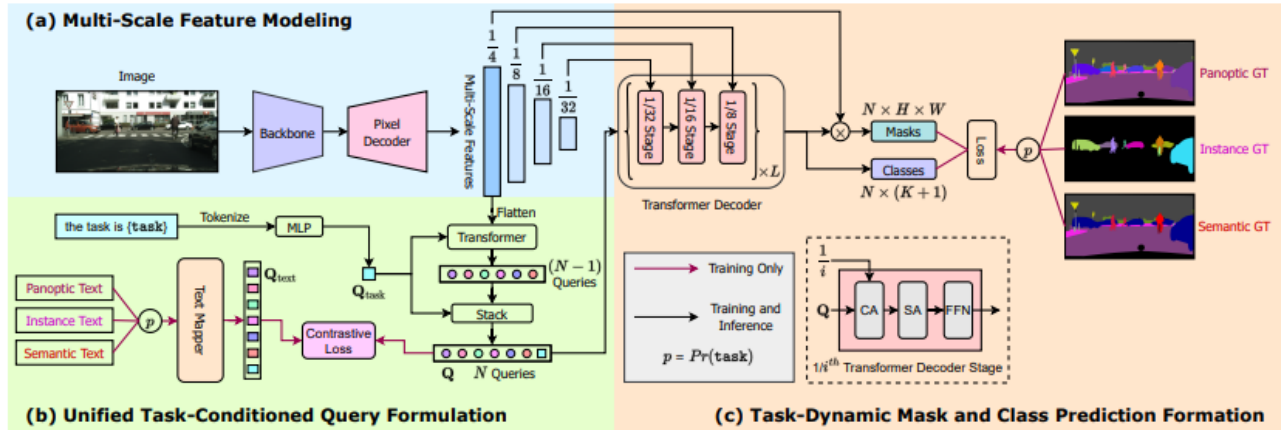 (a) Multi-Scale Feature Modeling
Image
Backbone
Pixel
Decoder
Multi-Scale Features
1/4
1/8
1/16
1/32
Flatten
the task is {task}
Tokenize
MLP
Q_task
Transformer
(N − 1)
Queries
Stack
Q N Queries
Panoptic Text
Instance Text
Semantic Text
p
Text Mapper
Q_text
Contrastive
Loss
(b) Unified Task-Conditioned Query Formulation
1/32 Stage
1/16 Stage
1/8 Stage
×L
Transformer Decoder
×
N × H × W
Masks
Classes
N × (K + 1)
Loss
p
Panoptic GT
Instance GT
Semantic GT
Training Only
Training and
Inference
p = Pr(task)
1/i
Q
CA
SA
FFN
1/i^th Transformer Decoder Stage
(c) Task-Dynamic Mask and Class Prediction Formation